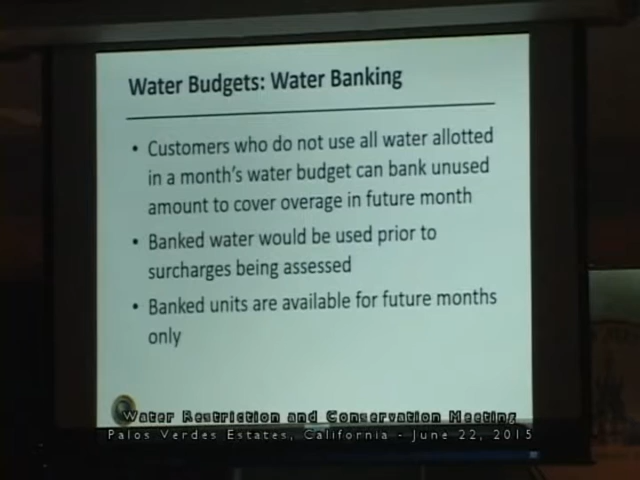 Water Budgets: Water Banking
• Customers who do not use all water allotted
in a month's water budget can bank unused
amount to cover overage in future month
• Banked water would be used prior to
surcharges being assessed
• Banked units are available for future months
only
Water Restriction and Conservation Meeting
Palos Verdes Estates, California - June 22, 2015